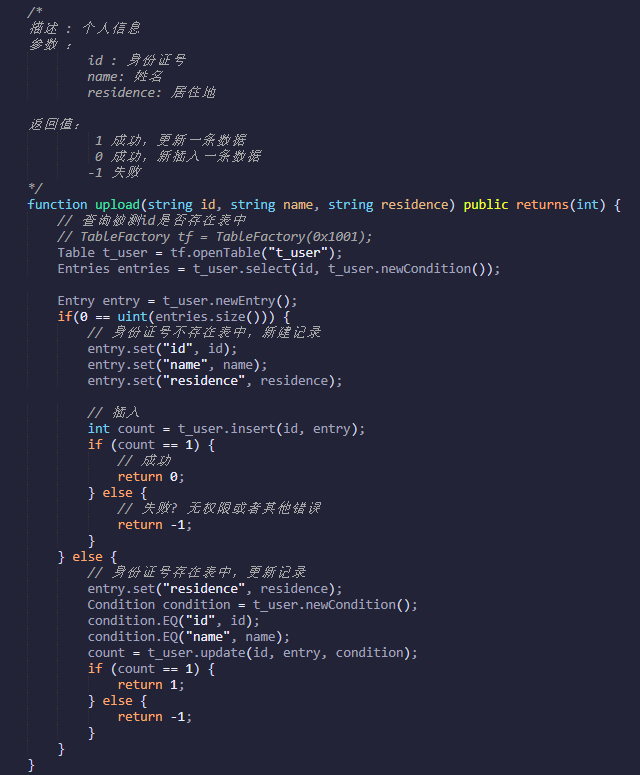 /*
描述 : 个人信息
参数 :
        id : 身份证号
        name: 姓名
        residence: 居住地

返回值:
         1 成功, 更新一条数据
         0 成功, 新插入一条数据
        -1 失败
*/
function upload(string id, string name, string residence) public returns(int) {
    // 查询被测id是否存在表中
    // TableFactory tf = TableFactory(0x1001);
    Table t_user = tf.openTable("t_user");
    Entries entries = t_user.select(id, t_user.newCondition());

    Entry entry = t_user.newEntry();
    if(0 == uint(entries.size())) {
        // 身份证号不存在表中, 新建记录
        entry.set("id", id);
        entry.set("name", name);
        entry.set("residence", residence);

        // 插入
        int count = t_user.insert(id, entry);
        if (count == 1) {
            // 成功
            return 0;
        } else {
            // 失败? 无权限或者其他错误
            return -1;
        }
    } else {
        // 身份证号存在表中, 更新记录
        entry.set("residence", residence);
        Condition condition = t_user.newCondition();
        condition.EQ("id", id);
        condition.EQ("name", name);
        count = t_user.update(id, entry, condition);
        if (count == 1) {
            return 1;
        } else {
            return -1;
        }
    }
}